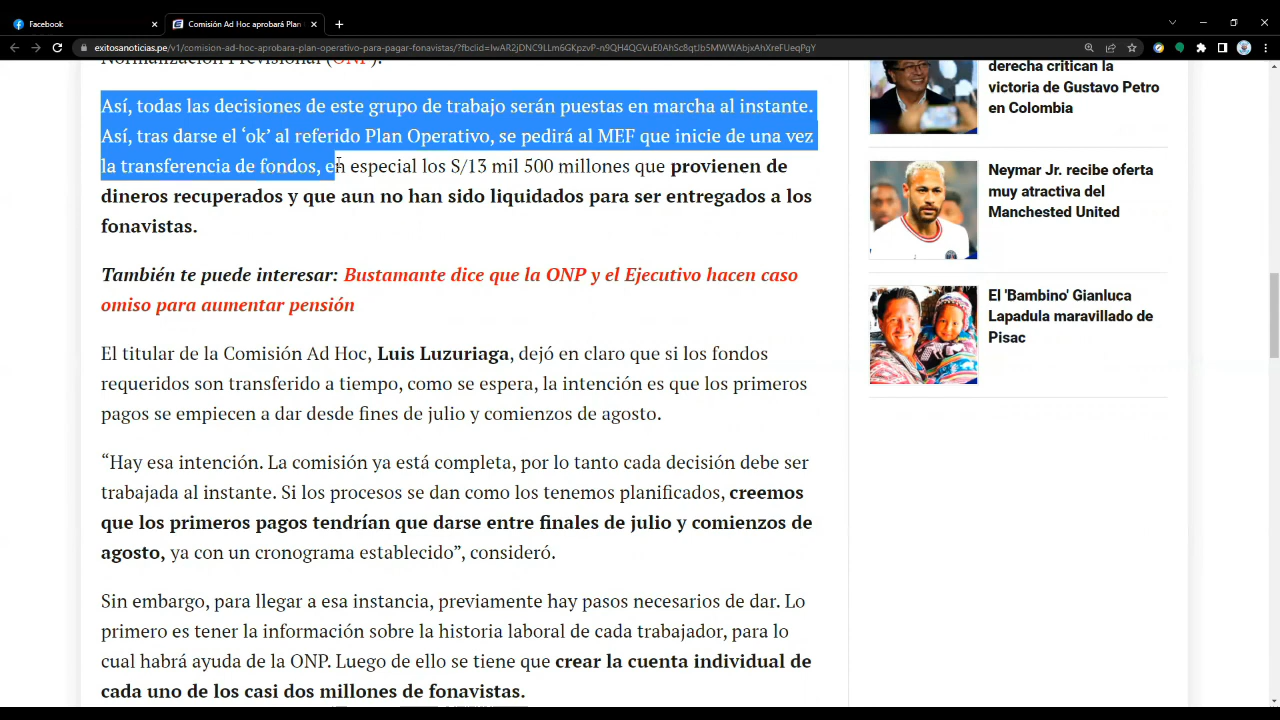 Facebook
Comisión Ad Hoc aprobará Plan
exitosanoticias.pe/v1/comision-ad-hoc-aprobara-plan-operativo-para-pagar-fonavistas/?fbclid=IwAR2jDNC9LLm6GKpzvP-n9QH4QGVuE0AhSc8qtJb5MWWAbjxAhXreFUeqPgY
Normalización Previsional (ONP).
Así, todas las decisiones de este grupo de trabajo serán puestas en marcha al instante.
Así, tras darse el ‘ok’ al referido Plan Operativo, se pedirá al MEF que inicie de una vez
la transferencia de fondos, en especial los S/13 mil 500 millones que provienen de
dineros recuperados y que aun no han sido liquidados para ser entregados a los
fonavistas.
También te puede interesar: Bustamante dice que la ONP y el Ejecutivo hacen caso
omiso para aumentar pensión
El titular de la Comisión Ad Hoc, Luis Luzuriaga, dejó en claro que si los fondos
requeridos son transferido a tiempo, como se espera, la intención es que los primeros
pagos se empiecen a dar desde fines de julio y comienzos de agosto.
“Hay esa intención. La comisión ya está completa, por lo tanto cada decisión debe ser
trabajada al instante. Si los procesos se dan como los tenemos planificados, creemos
que los primeros pagos tendrían que darse entre finales de julio y comienzos de
agosto, ya con un cronograma establecido”, consideró.
Sin embargo, para llegar a esa instancia, previamente hay pasos necesarios de dar. Lo
primero es tener la información sobre la historia laboral de cada trabajador, para lo
cual habrá ayuda de la ONP. Luego de ello se tiene que crear la cuenta individual de
cada uno de los casi dos millones de fonavistas.
derecha critican la
victoria de Gustavo Petro
en Colombia
Neymar Jr. recibe oferta
muy atractiva del
Manchested United
El 'Bambino' Gianluca
Lapadula maravillado de
Pisac